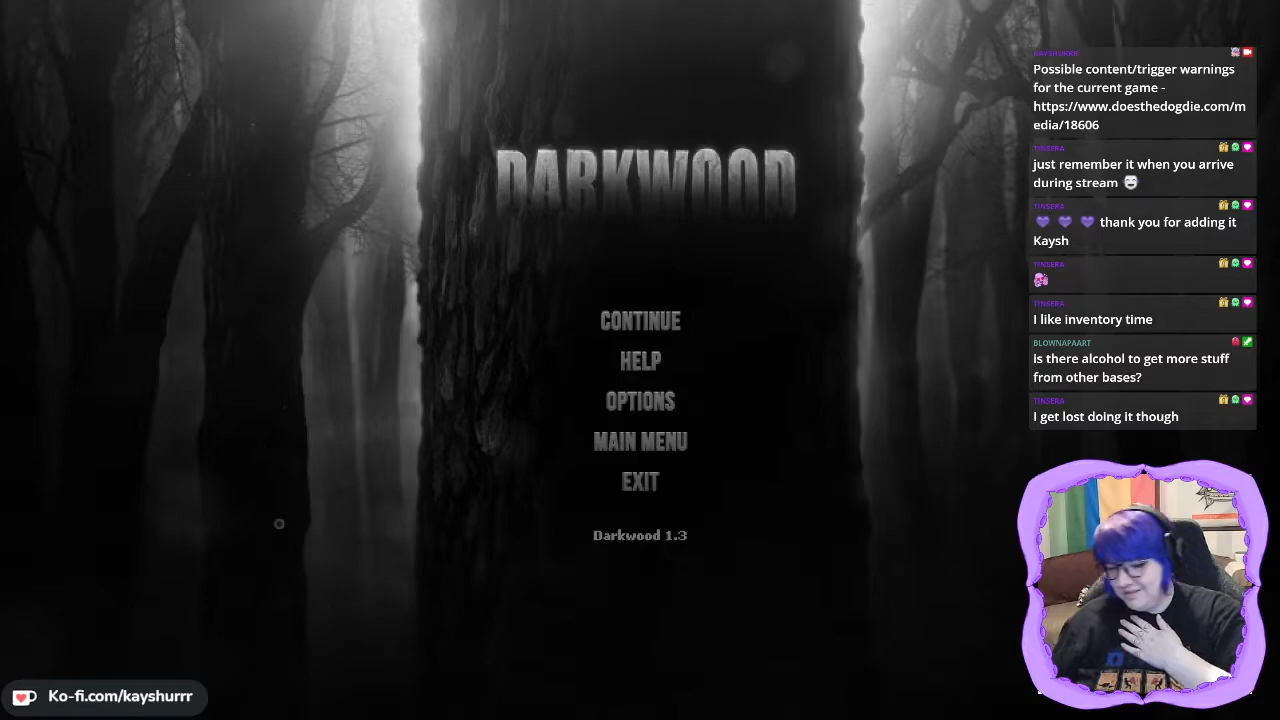 DARKWOOD
CONTINUE
HELP
OPTIONS
MAIN MENU
EXIT
Darkwood 1.3
KAYSHURRR
Possible content/trigger warnings
for the current game -
https://www.doesthedogdie.com/m
edia/18606
TINSERA
just remember it when you arrive
during stream
TINSERA
thank you for adding it
Kaysh
TINSERA
TINSERA
I like inventory time
BLOWNAPAART
is there alcohol to get more stuff
from other bases?
TINSERA
I get lost doing it though
Ko-fi.com/kayshurrr